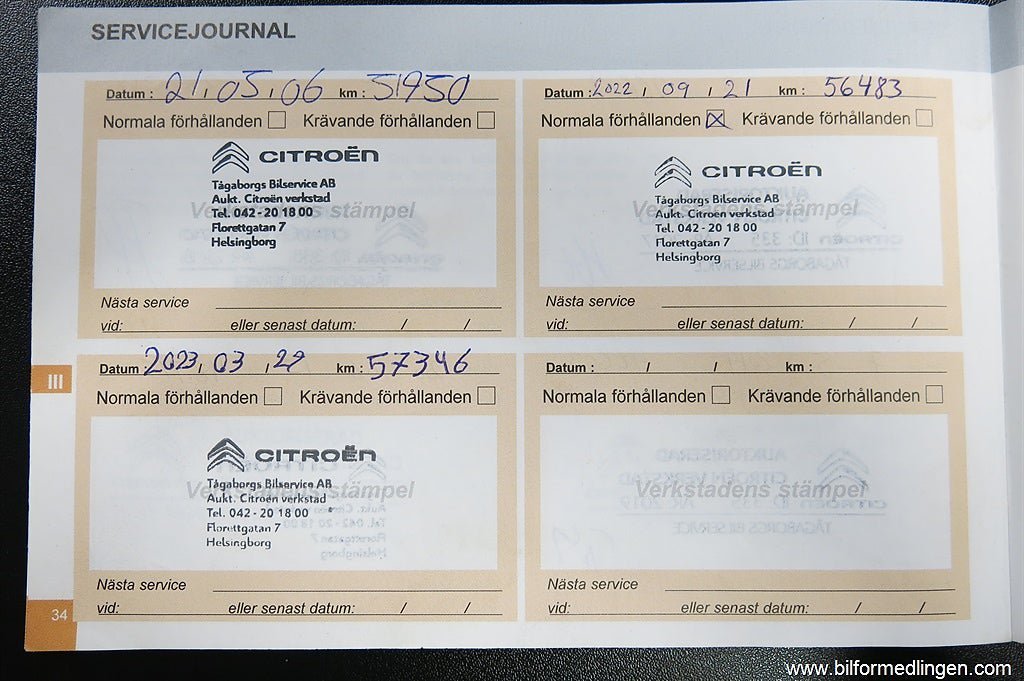 SERVICEJOURNAL
Datum : 21.05.06 km : 51950
Normala förhållanden Krävande förhållanden
CITROËN
Tågaborgs Bilservice AB
Aukt. Citroën verkstad
Tel. 042 - 20 18 00
Verkstadens stämpel
Florettgatan 7
Helsingborg
Nästa service
vid: eller senast datum: / /
Datum : 2022 / 09 / 21 km : 56483
Normala förhållanden X Krävande förhållanden
CITROËN
Tågaborgs Bilservice AB
Aukt. Citroën verkstad
Verkstadens stämpel
Tel. 042 - 20 18 00
Florettgatan 7
Helsingborg
Nästa service
vid: eller senast datum: / /
III
Datum 2023 / 03 / 29 km : 57346
Normala förhållanden Krävande förhållanden
CITROËN
Tågaborgs Bilservice AB
Verkstadens stämpel
Aukt. Citroën verkstad
Tel. 042 - 20 18 00
Florettgatan 7
Helsingborg
Nästa service
vid: eller senast datum: / /
Datum : / / km :
Normala förhållanden Krävande förhållanden
Verkstadens stämpel
Nästa service
vid: eller senast datum: / /
34
www.bilformedlingen.com